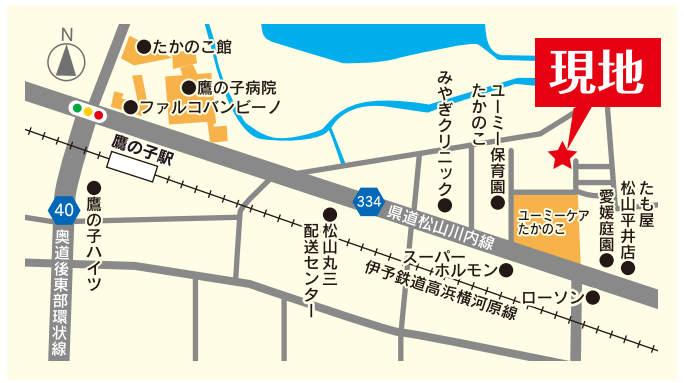 N
たかのこ館
鷹の子病院
ファルコバンビーノ
現地
鷹の子駅
みやぎクリニック
ユーミー保育園
たかのこ
40
鷹の子ハイツ
奥道後東部環状線
334
県道松山川内線
松山丸三
配送センター
ユーミーケア
たかのこ
たも屋
松山平井店
愛媛庭園
スーパー
ホルモン
伊予鉄道高浜横河原線
ローソン